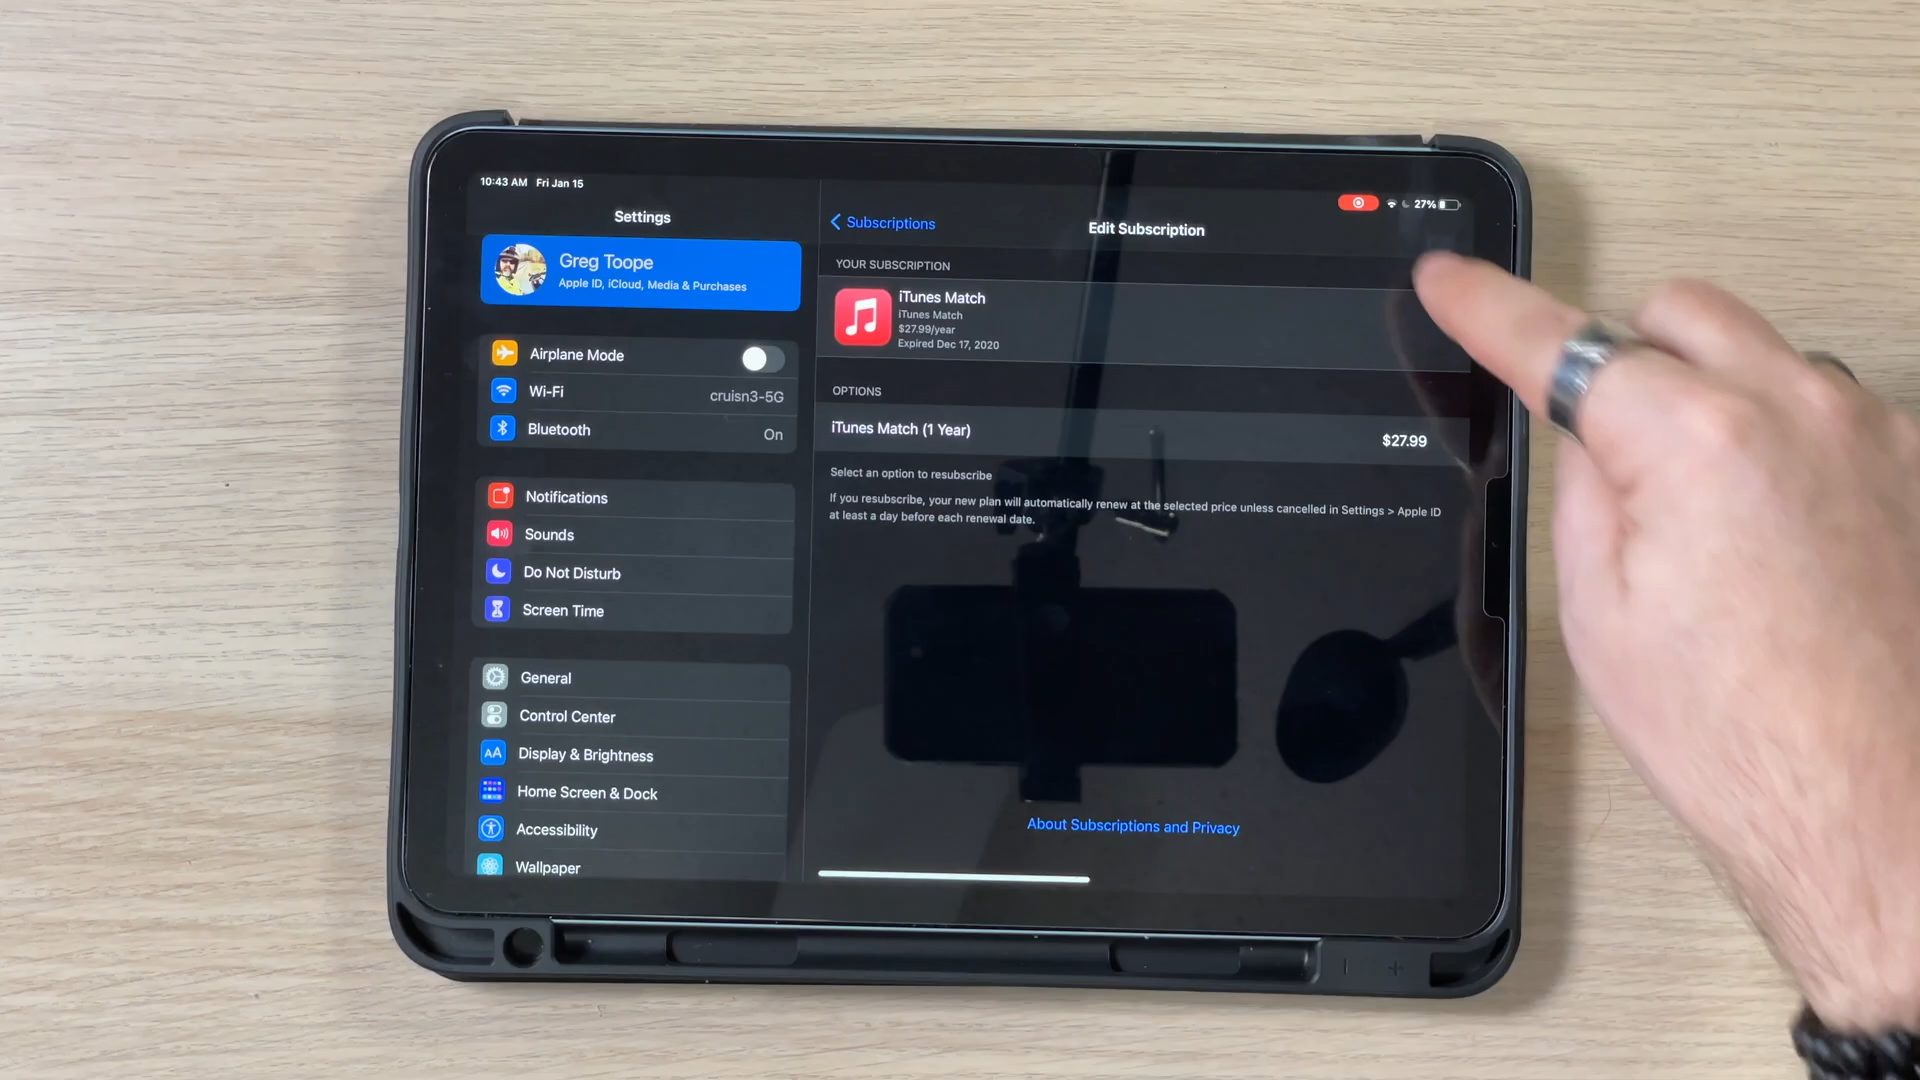 10:43 AM Fri Jan 15
27%
Settings
Greg Toope
Apple ID, iCloud, Media & Purchases
Airplane Mode
Wi-Fi
cruisn3-5G
Bluetooth
On
Notifications
Sounds
Do Not Disturb
Screen Time
General
Control Center
AA
Display & Brightness
Home Screen & Dock
Accessibility
Wallpaper
Subscriptions
Edit Subscription
YOUR SUBSCRIPTION
iTunes Match
iTunes Match
$27.99/year
Expired Dec 17, 2020
OPTIONS
iTunes Match (1 Year)
$27.99
Select an option to resubscribe
If you resubscribe, your new plan will automatically renew at the selected price unless cancelled in Settings > Apple ID
at least a day before each renewal date.
About Subscriptions and Privacy